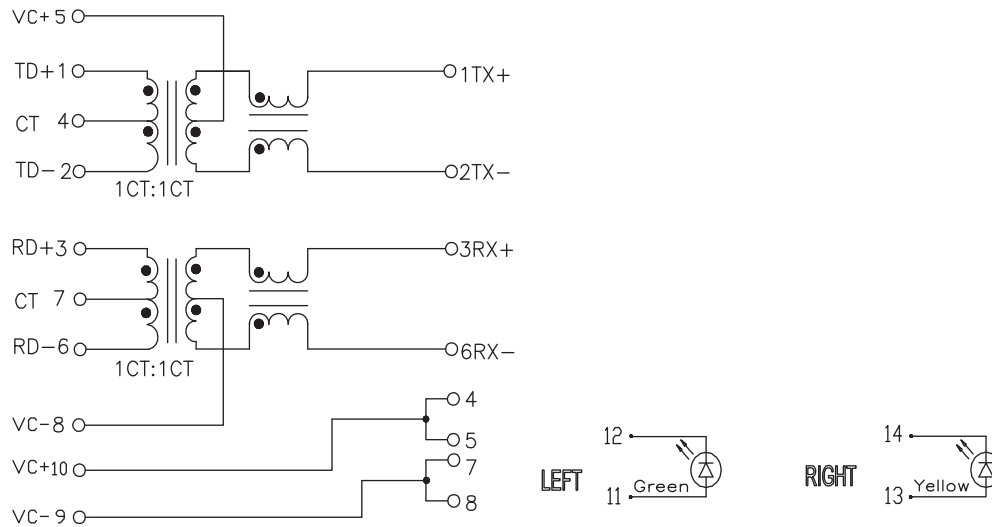 VC+ 5
TD+ 1
1TX+
CT 4
TD- 2
2TX-
1CT:1CT
RD+ 3
3RX+
CT 7
RD- 6
6RX-
1CT:1CT
VC- 8
4
VC+ 10
5
7
VC- 9
8
LEFT
12
11
Green
RIGHT
14
13
Yellow